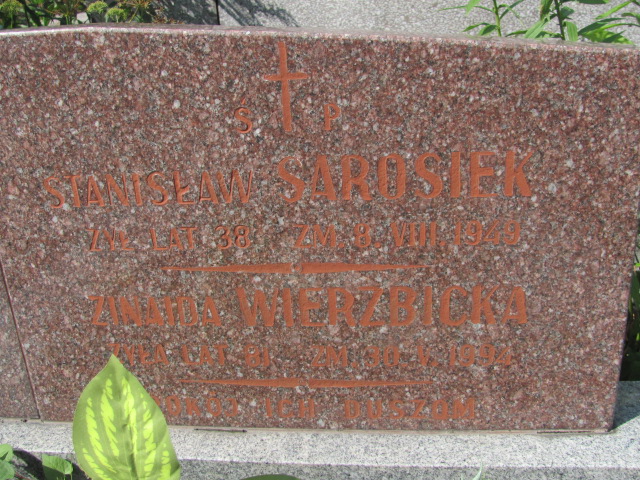 Ś P
STANISŁAW SAROSIEK
ŻYŁ LAT 38 ZM. 8. VIII. 1949
ZINAIDA WIERZBICKA
ŻYŁA LAT 81 ZM. 30. V. 1994
POKÓJ ICH DUSZOM